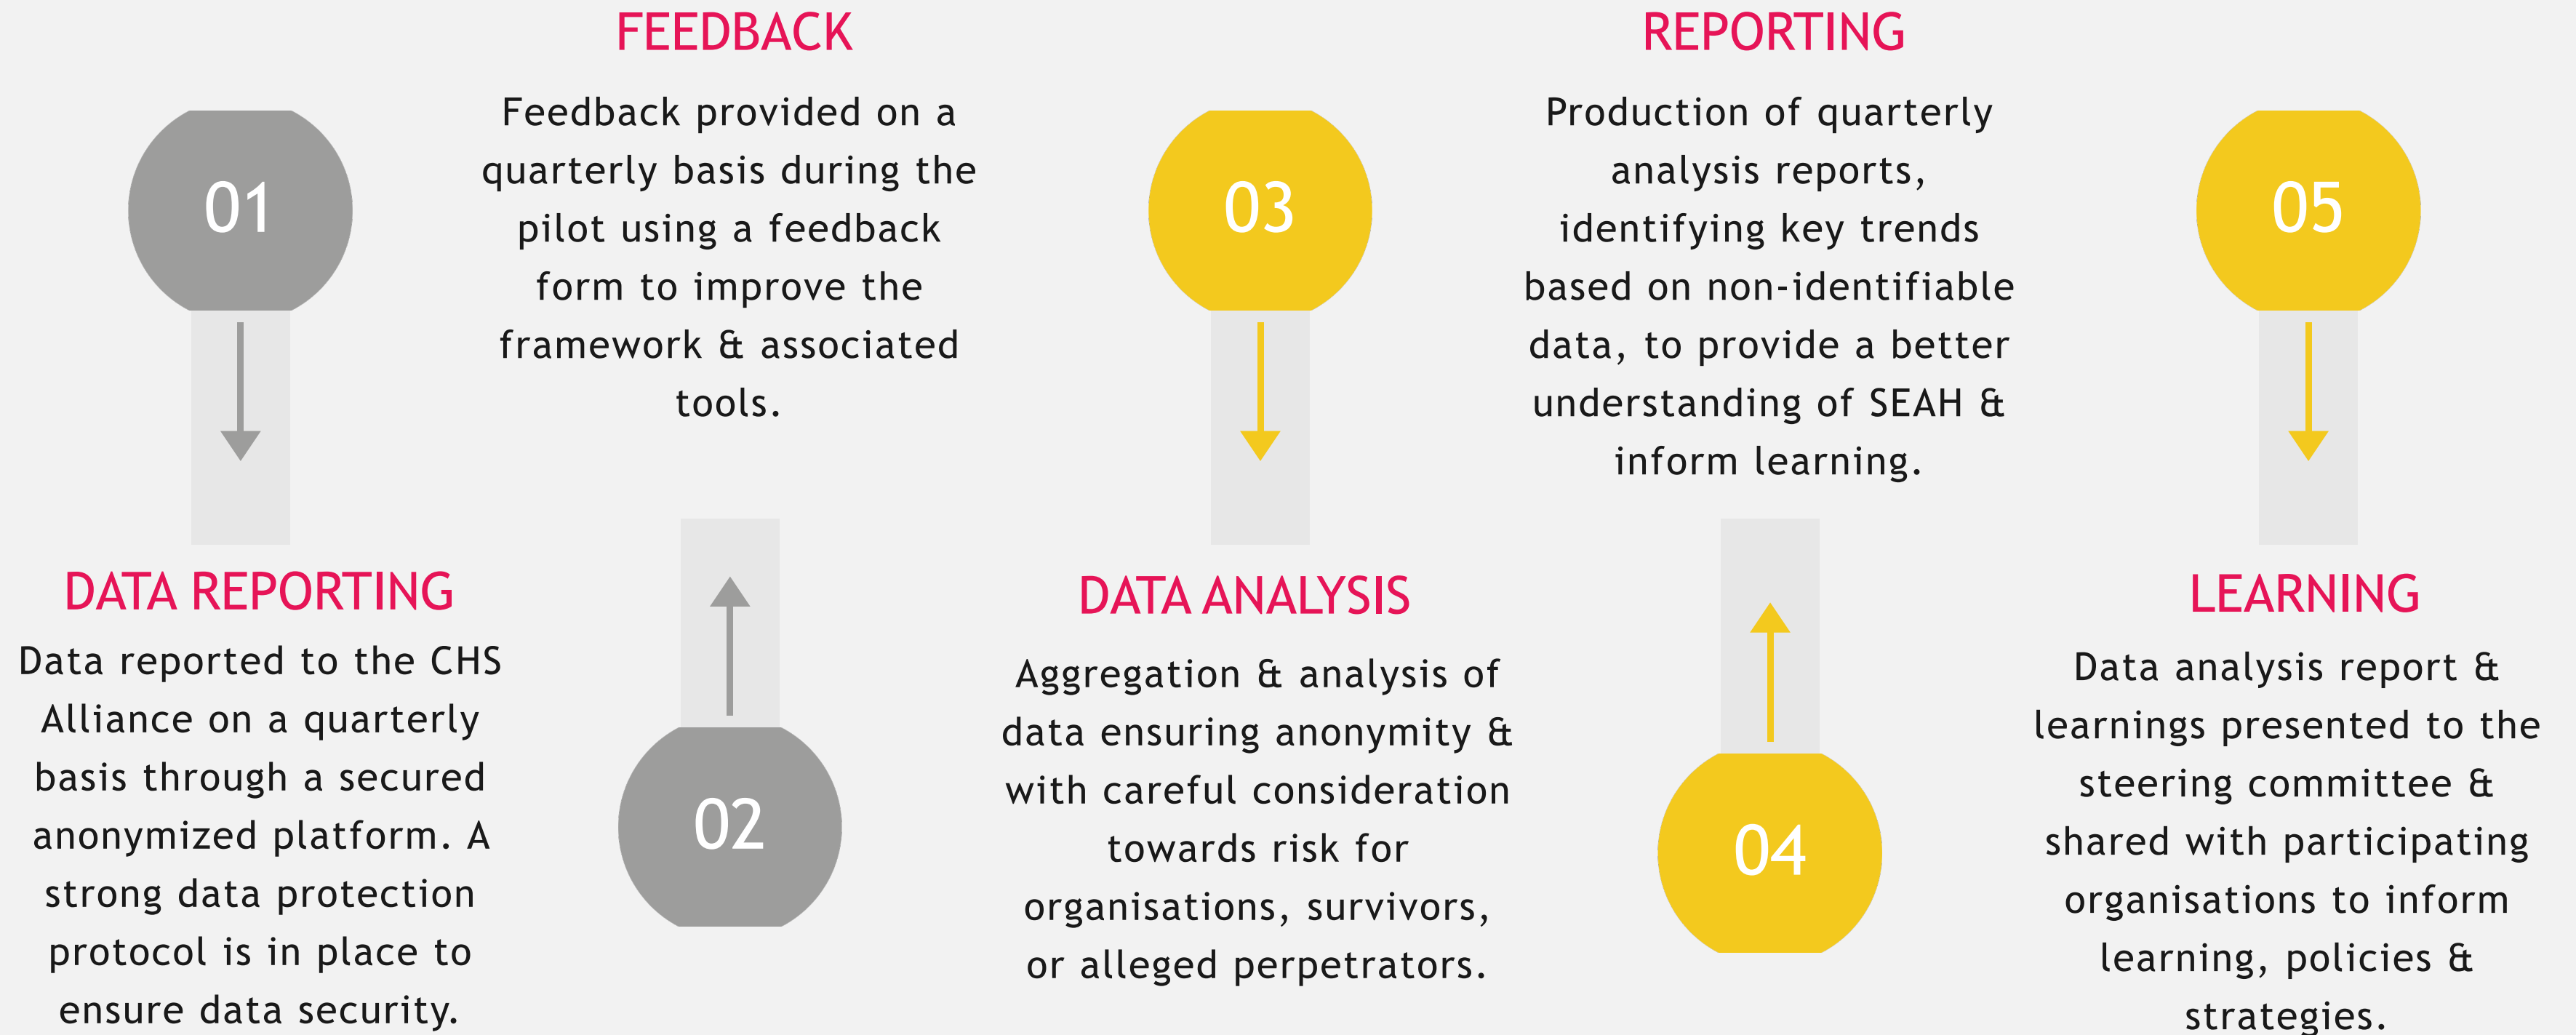 01
DATA REPORTING
Data reported to the CHS
Alliance on a quarterly
basis through a secured
anonymized platform. A
strong data protection
protocol is in place to
ensure data security.
FEEDBACK
Feedback provided on a
quarterly basis during the
pilot using a feedback
form to improve the
framework & associated
tools.
02
03
DATA ANALYSIS
Aggregation & analysis of
data ensuring anonymity &
with careful consideration
towards risk for
organisations, survivors,
or alleged perpetrators.
REPORTING
Production of quarterly
analysis reports,
identifying key trends
based on non-identifiable
data, to provide a better
understanding of SEAH &
inform learning.
04
05
LEARNING
Data analysis report &
learnings presented to the
steering committee &
shared with participating
organisations to inform
learning, policies &
strategies.